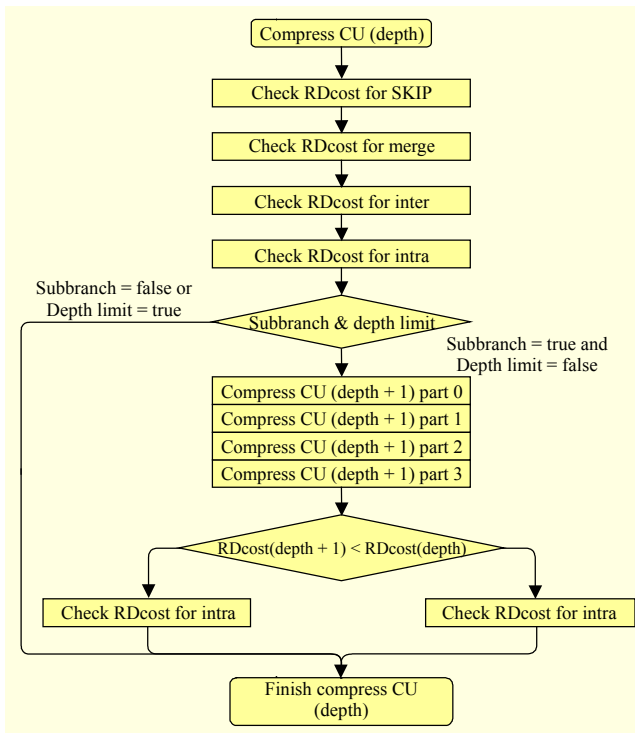 Compress CU (depth)
Check RDcost for SKIP
Check RDcost for merge
Check RDcost for inter
Check RDcost for intra
Subbranch = false or
Depth limit = true
Subbranch & depth limit
Subbranch = true and
Depth limit = false
Compress CU (depth + 1) part 0
Compress CU (depth + 1) part 1
Compress CU (depth + 1) part 2
Compress CU (depth + 1) part 3
RDcost(depth + 1) < RDcost(depth)
Check RDcost for intra
Check RDcost for intra
Finish compress CU
(depth)